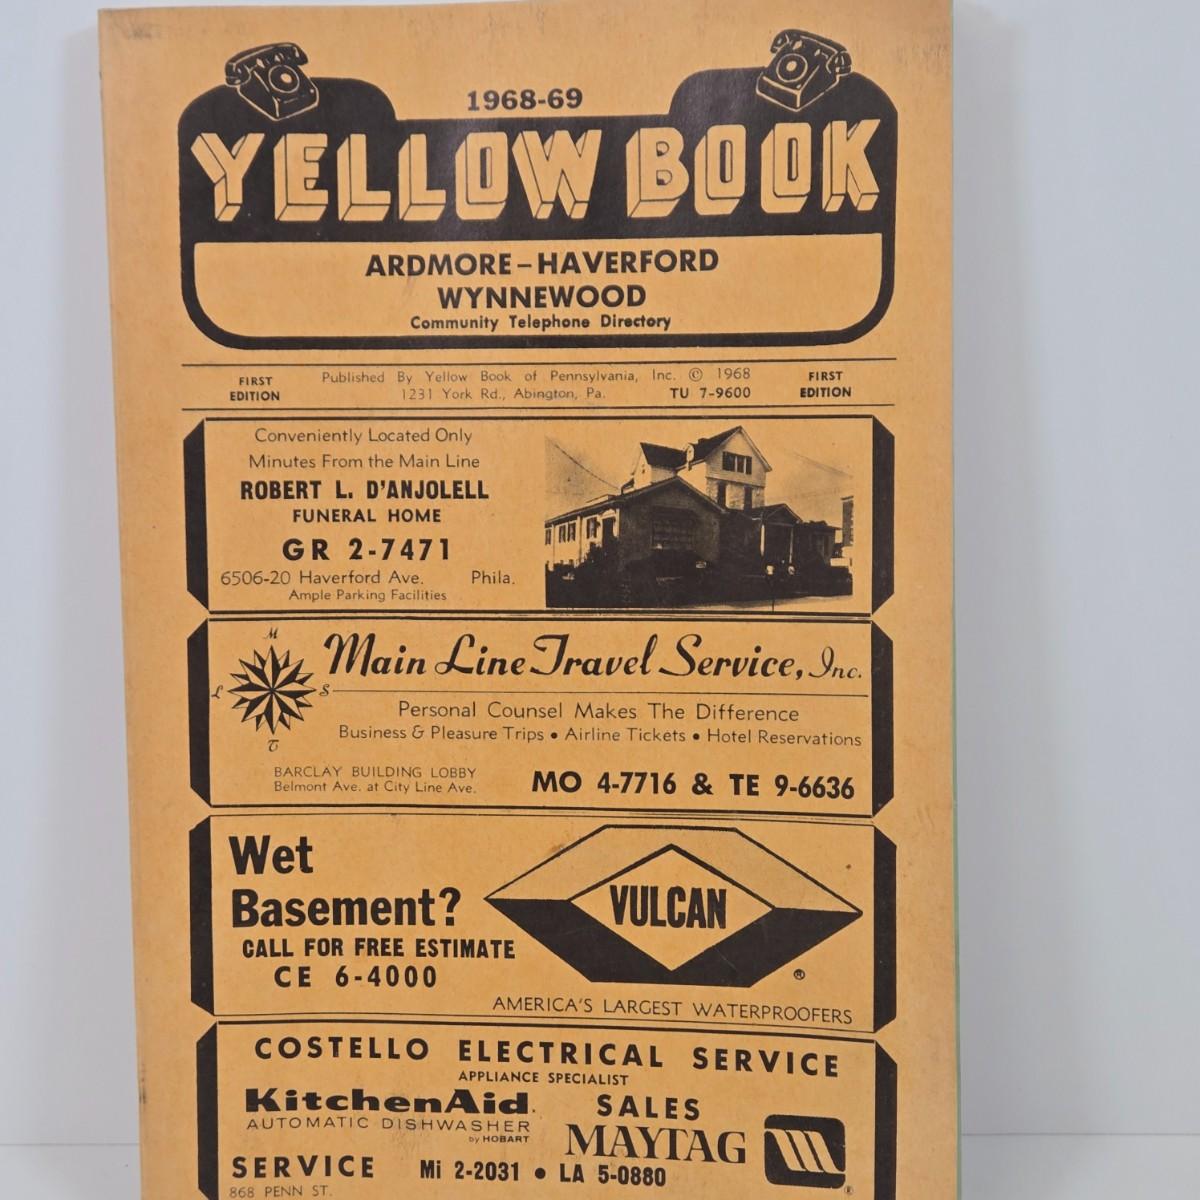 1968-69
YELLOW BOOK
ARDMORE-HAVERFORD
WYNNEWOOD
Community Telephone Directory
FIRST EDITION
Published By Yellow Book of Pennsylvania, Inc. © 1968
1231 York Rd., Abington, Pa. TU 7-9600
FIRST EDITION
Conveniently Located Only
Minutes From the Main Line
ROBERT L. D'ANJOLELL
FUNERAL HOME
GR 2-7471
6506-20 Haverford Ave. Phila.
Ample Parking Facilities
M
L S
T
Main Line Travel Service, Inc.
Personal Counsel Makes The Difference
Business & Pleasure Trips • Airline Tickets • Hotel Reservations
BARCLAY BUILDING LOBBY
Belmont Ave. at City Line Ave.
MO 4-7716 & TE 9-6636
Wet
Basement?
CALL FOR FREE ESTIMATE
CE 6-4000
VULCAN
®
AMERICA'S LARGEST WATERPROOFERS
COSTELLO ELECTRICAL SERVICE
APPLIANCE SPECIALIST
KitchenAid.
AUTOMATIC DISHWASHER
by HOBART
SALES
MAYTAG
®
SERVICE Mi 2-2031 • LA 5-0880
868 PENN ST.